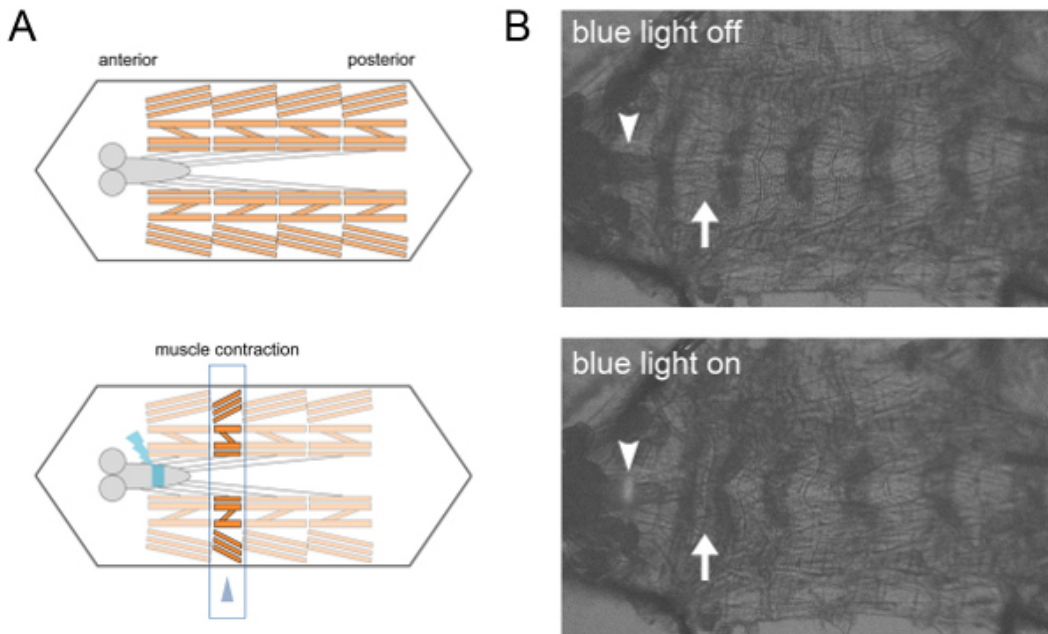 A
anterior
posterior
muscle contraction
B
blue light off
blue light on